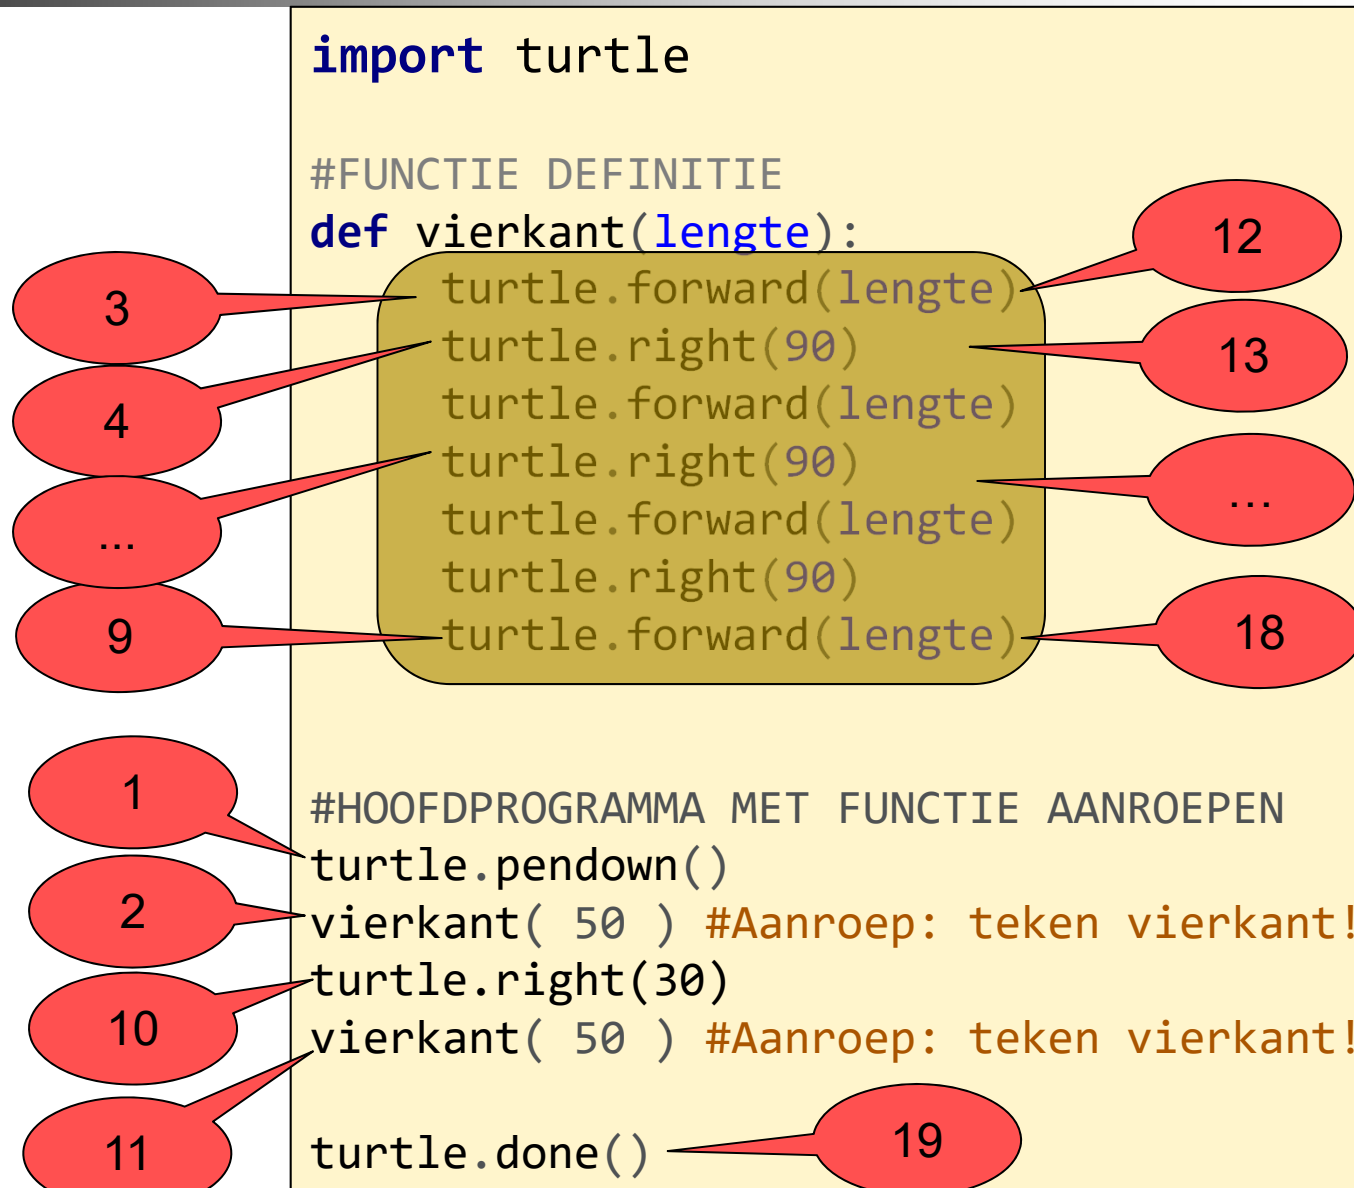 import turtle
#FUNCTIE DEFINITIE
def vierkant(lengte):
12
3
turtle.forward(lengte)
turtle.right(90)
13
4
turtle.forward(lengte)
turtle.right(90)
...
...
turtle.forward(lengte)
turtle.right(90)
9
turtle.forward(lengte)
18
1
#HOOFDPROGRAMMA MET FUNCTIE AANROEPEN
turtle.pendown()
2
vierkant( 50 ) #Aanroep: teken vierkant!
turtle.right(30)
10
vierkant( 50 ) #Aanroep: teken vierkant!
11
turtle.done()
19